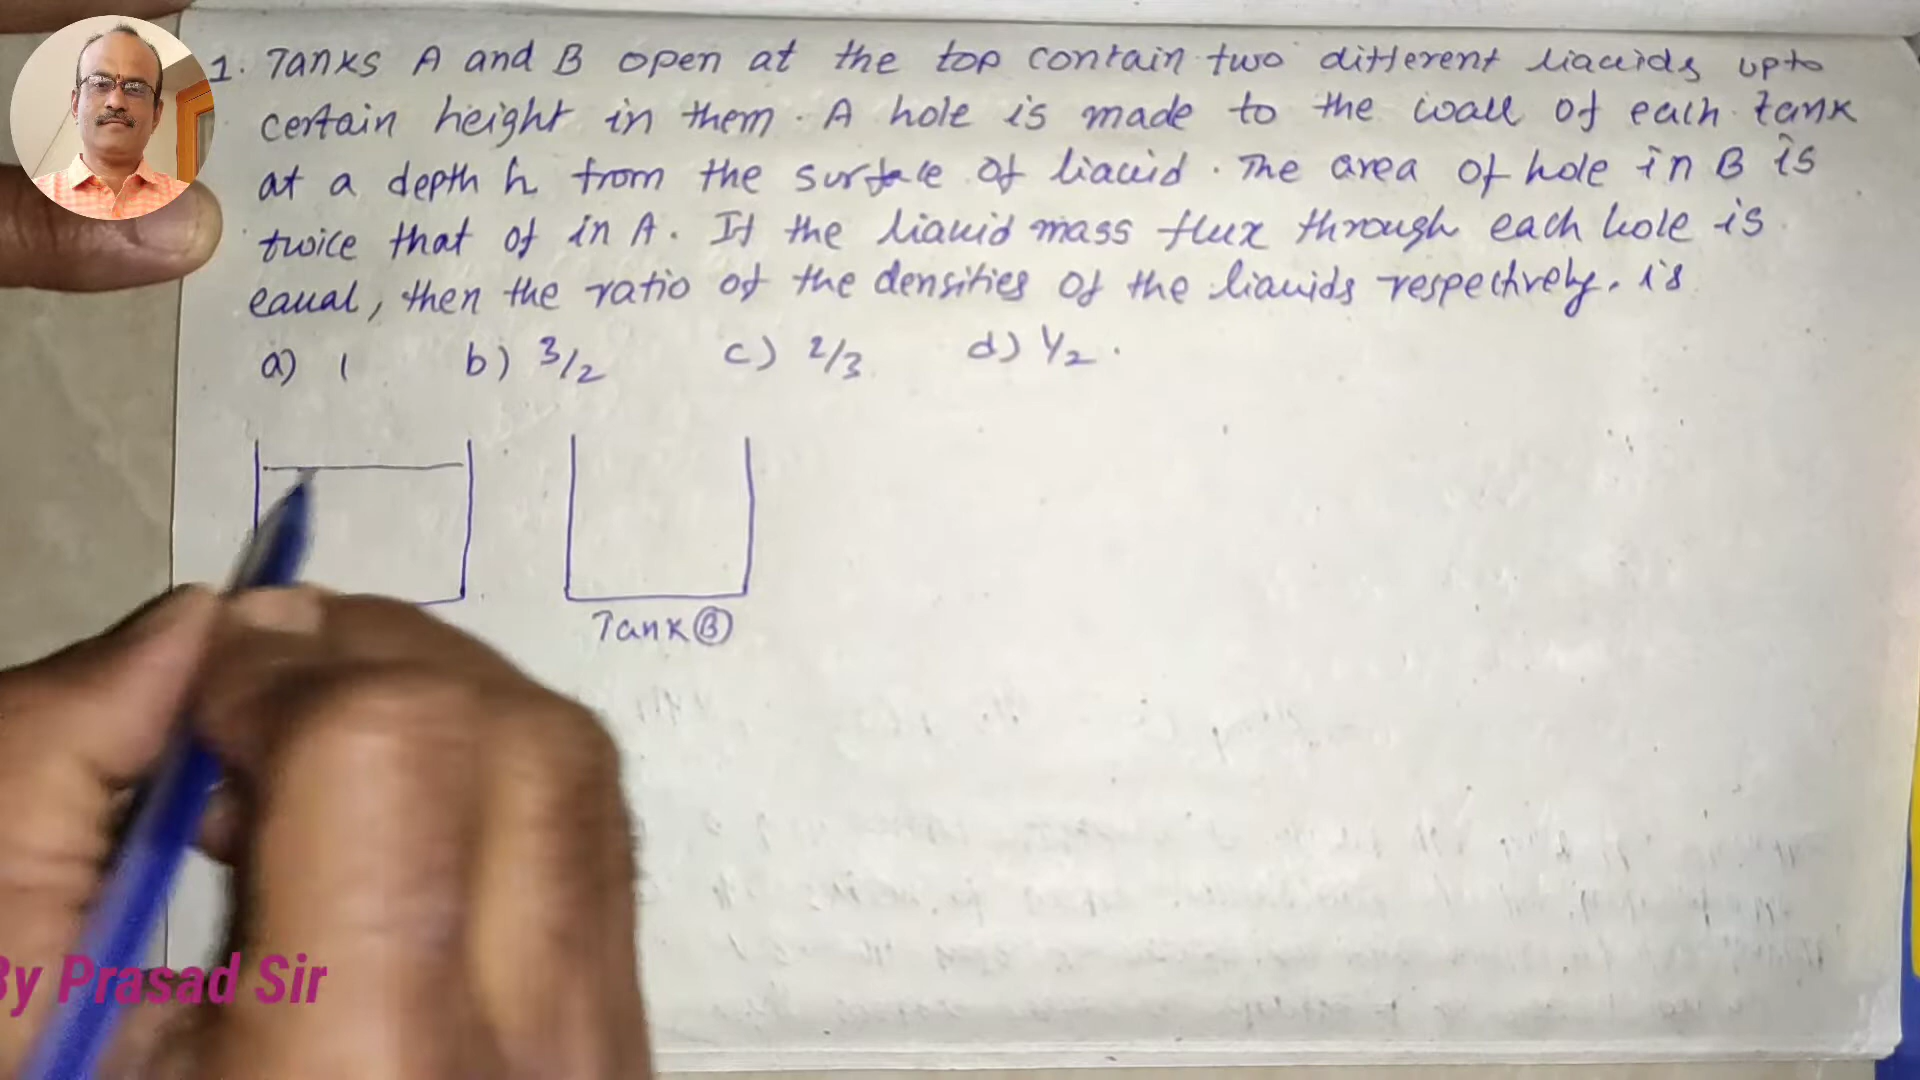 1. Tanks A and B open at the top contain two different liquids upto
certain height in them. A hole is made to the wall of each tank
at a depth h from the surface of liquid. The area of hole in B is
twice that of in A. If the liquid mass flux through each hole is
equal, then the ratio of the densities of the liquids respectively, is
a) 1 b) 3/2 c) 2/3 d) 1/2.
Tank B
By Prasad Sir